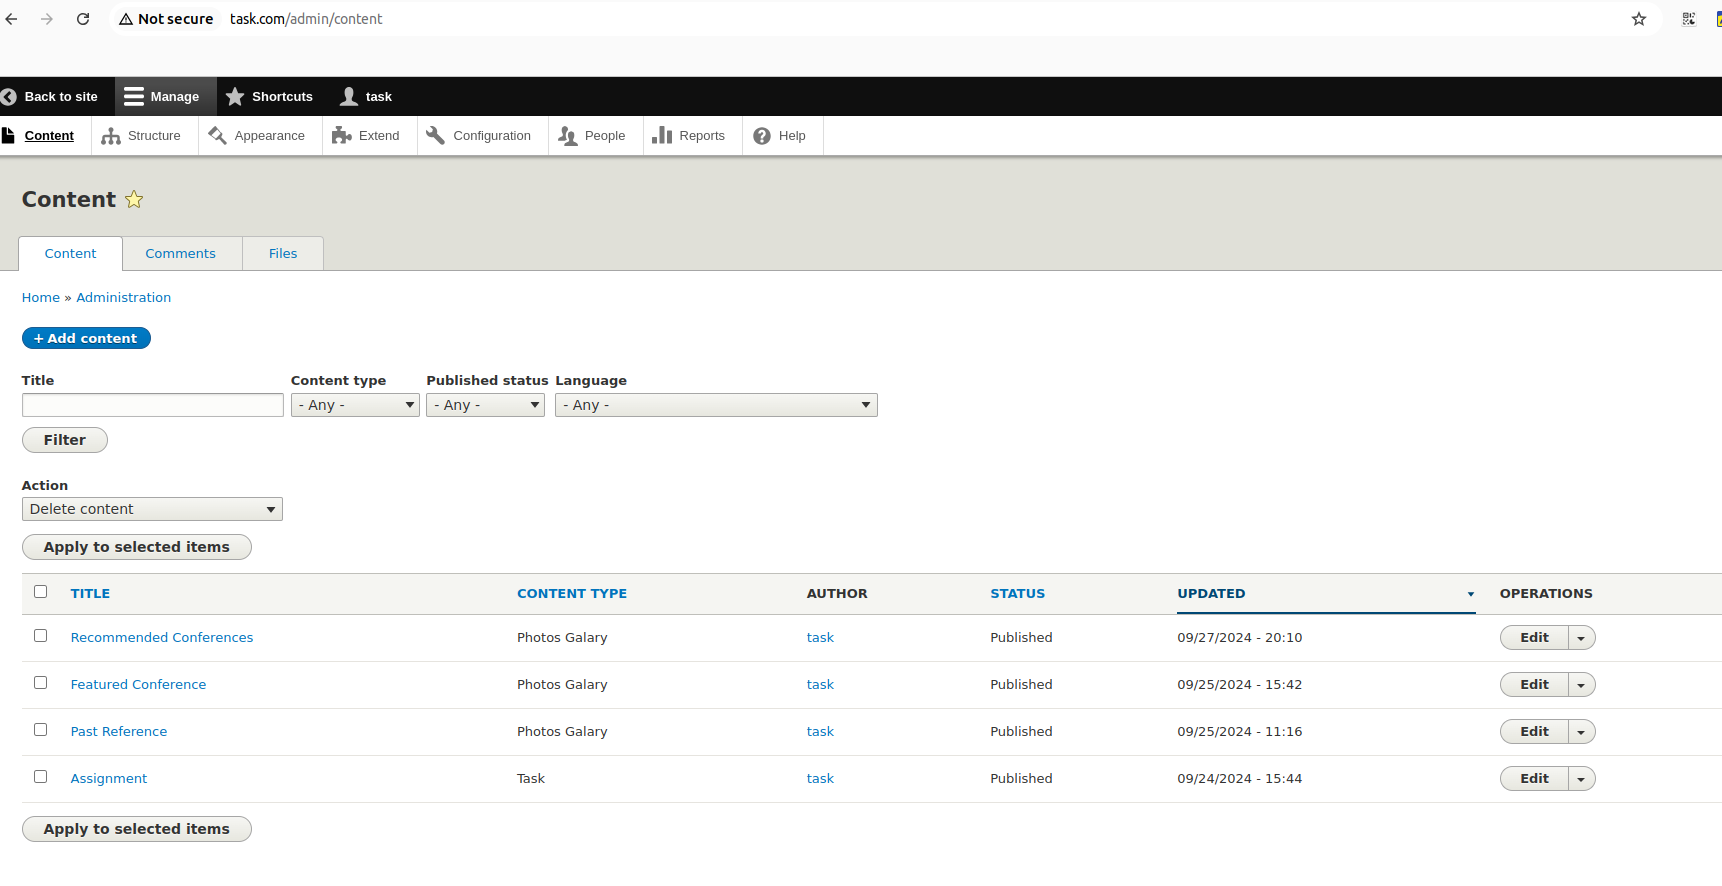 Not secure task.com/admin/content
Back to site Manage Shortcuts task
Content Structure Appearance Extend Configuration People Reports Help
Content
Content Comments Files
Home » Administration
+ Add content
Title Content type Published status Language
- Any - - Any - - Any -
Filter
Action
Delete content
Apply to selected items
TITLE CONTENT TYPE AUTHOR STATUS UPDATED OPERATIONS
Recommended Conferences Photos Galary task Published 09/27/2024 - 20:10 Edit
Featured Conference Photos Galary task Published 09/25/2024 - 15:42 Edit
Past Reference Photos Galary task Published 09/25/2024 - 11:16 Edit
Assignment Task task Published 09/24/2024 - 15:44 Edit
Apply to selected items